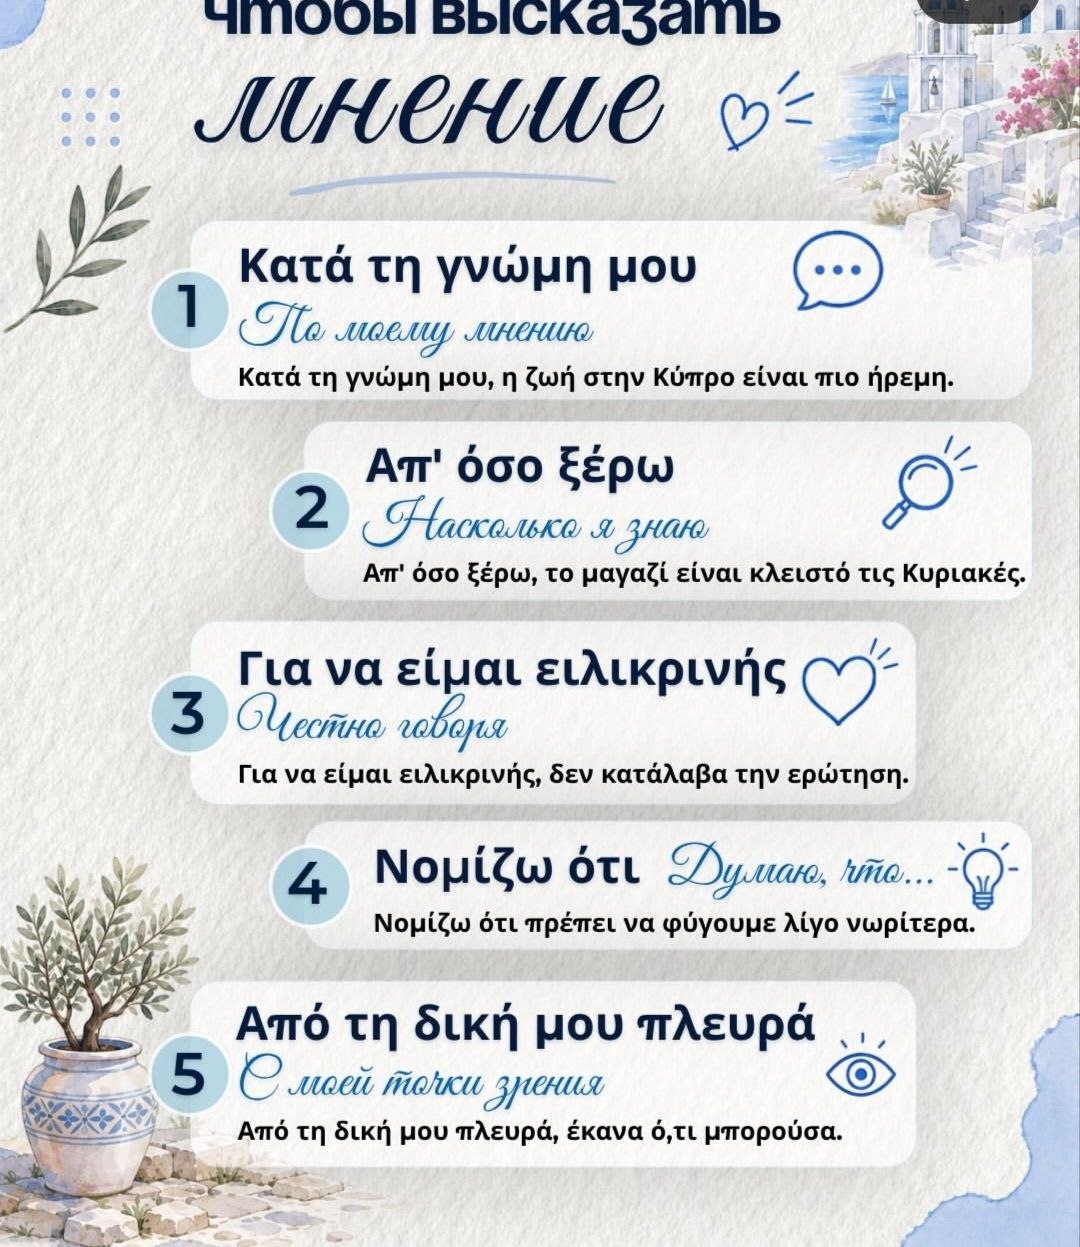 чтобы высказать
мнение
1
Κατά τη γνώμη μου
По моему мнению
Κατά τη γνώμη μου, η ζωή στην Κύπρο είναι πιο ήρεμη.
2
Απ' όσο ξέρω
Насколько я знаю
Απ' όσο ξέρω, το μαγαζί είναι κλειστό τις Κυριακές.
3
Για να είμαι ειλικρινής
Честно говоря
Για να είμαι ειλικρινής, δεν κατάλαβα την ερώτηση.
4
Νομίζω ότι Думаю, что...
Νομίζω ότι πρέπει να φύγουμε λίγο νωρίτερα.
5
Από τη δική μου πλευρά
С моей точки зрения
Από τη δική μου πλευρά, έκανα ό,τι μπορούσα.